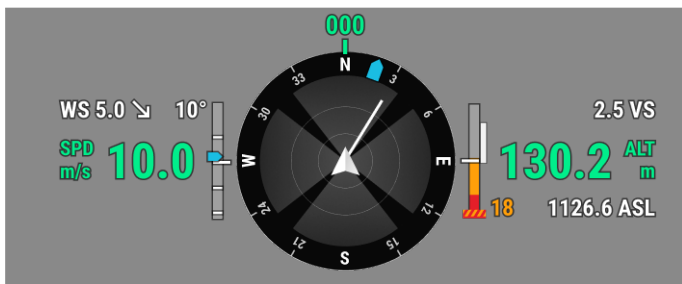 000
N
33
3
30
6
W
E
24
12
21
15
S
WS 5.0 ↘ 10°
SPD
m/s
10.0
2.5 VS
130.2
ALT
m
18
1126.6 ASL